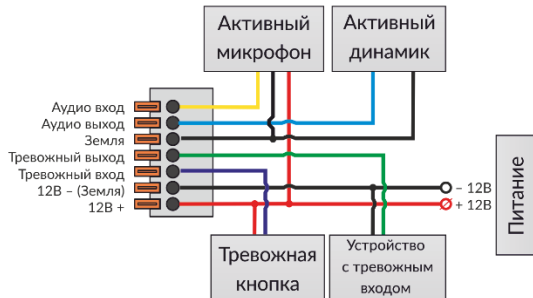 Активный
микрофон
Активный
динамик
Аудио вход
Аудио выход
Земля
Тревожный выход
Тревожный вход
12В – (Земля)
12В +
– 12В
+ 12В
Питание
Тревожная
кнопка
Устройство
с тревожным
входом